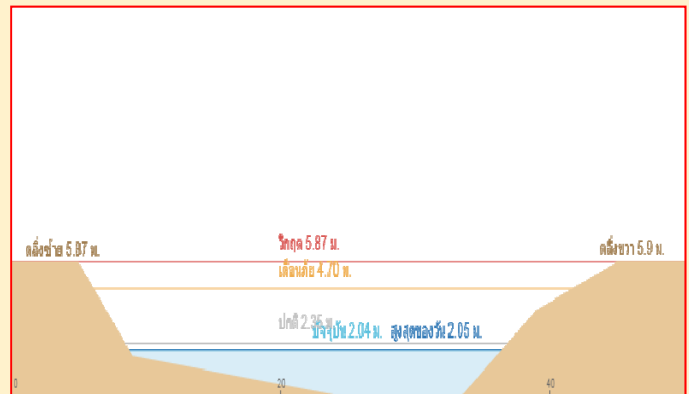 วิกฤต 5.87 ม.
ตลิ่งซ้าย 5.87 ม.
ตลิ่งขวา 5.9 ม.
เตือนภัย 4.70 ม.
ปกติ 2.35 ม.
ปัจจุบัน 2.04 ม. สูงสุดของวัน 2.05 ม.
0 20 40